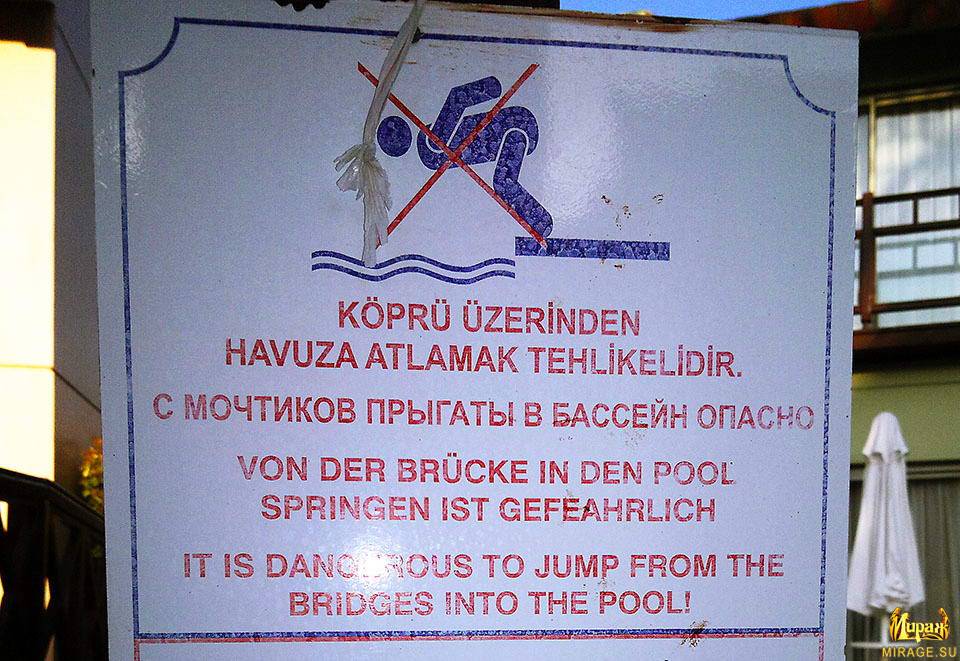 KÖPRÜ ÜZERİNDEN
HAVUZA ATLAMAK TEHLİKELİDİR.
С МОЧТИКОВ ПРЫГАТЫ В БАССЕЙН ОПАСНО
VON DER BRÜCKE IN DEN POOL
SPRINGEN IST GEFEAHRLICH
IT IS DANGEROUS TO JUMP FROM THE
BRIDGES INTO THE POOL!
Мираж
MIRAGE.SU